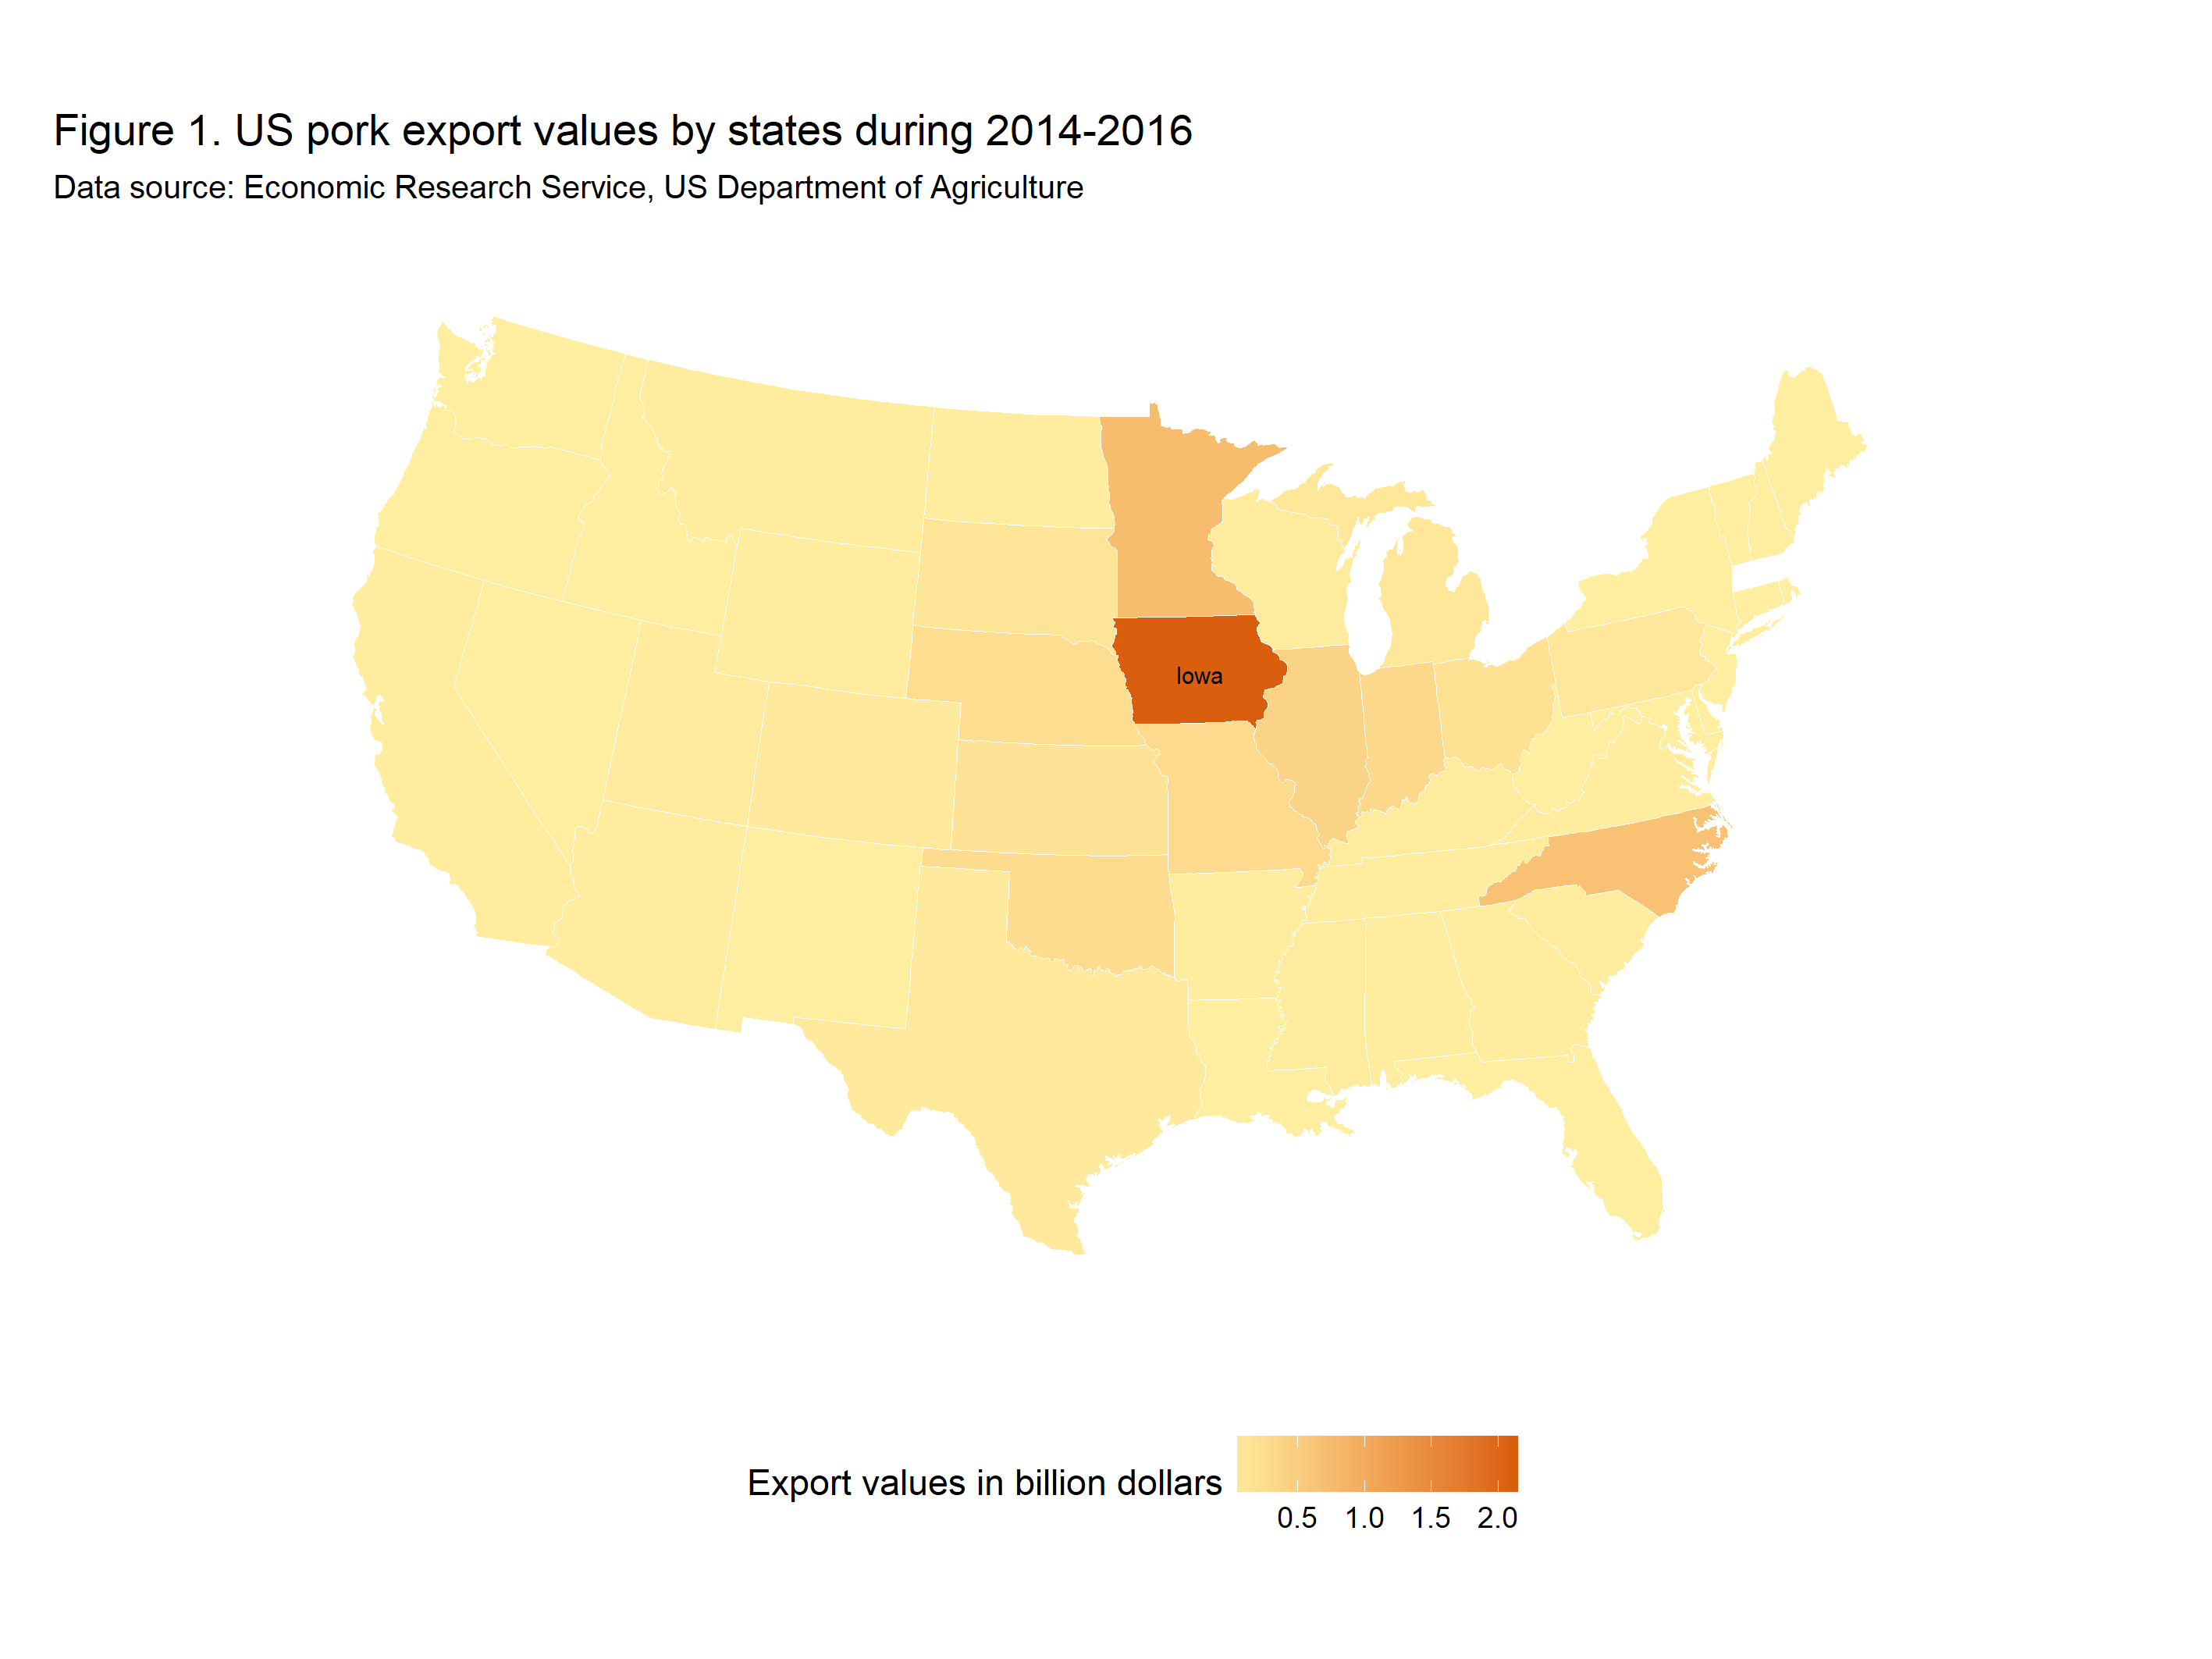 Figure 1. US pork export values by states during 2014-2016
Data source: Economic Research Service, US Department of Agriculture
Iowa
Export values in billion dollars
0.5 1.0 1.5 2.0